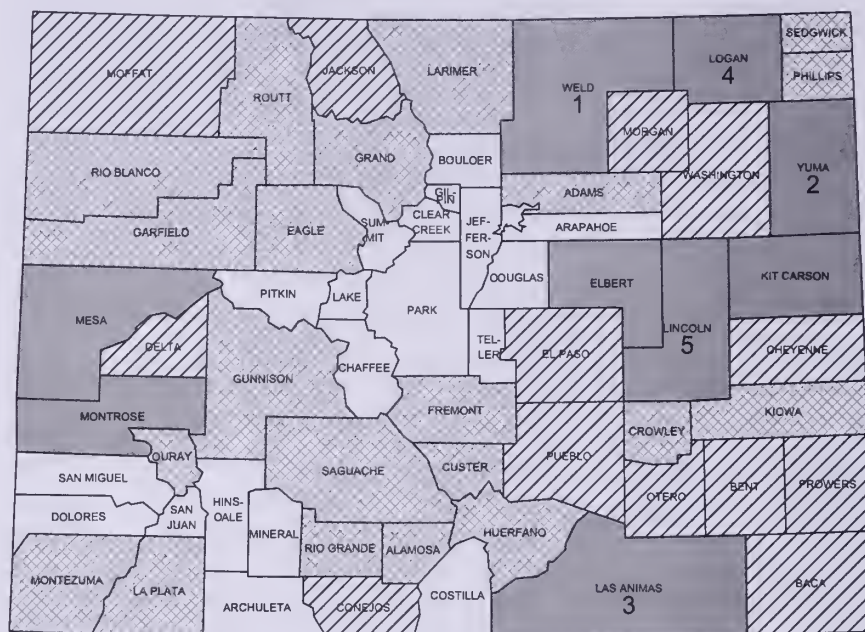 SEDGWICK
LOGAN
4
MOFFAT
JACKSON
LARIMER
PHILLIPS
WELD
1
ROUTT
MORGAN
GRAND
BOULOER
WASHINGTON
YUMA
2
RIO BLANCO
GIL-
PIN
ADAMS
CLEAR
CREEK
JEF-
FER-
SON
ARAPAHOE
GARFIELO
EAGLE
SUM-
MIT
OOUGLAS
ELBERT
KIT CARSON
PITKIN
LAKE
MESA
PARK
LINCOLN
5
DELTA
TEL-
LER
EL PASO
CHEYENNE
CHAFFEE
GUNNISON
MONTROSE
FREMONT
KIOWA
CROWLEY
OURAY
PUEBLO
SAGUACHE
CUSTER
SAN MIGUEL
OTERO
BENT
PROWERS
HINS-
OALE
SAN
JUAN
DOLORES
MINERAL
HUERFANO
RIO GRANDE
ALAMOSA
MONTEZUMA
LA PLATA
LAS ANIMAS
3
BACA
COSTILLA
ARCHULETA
CONEJOS